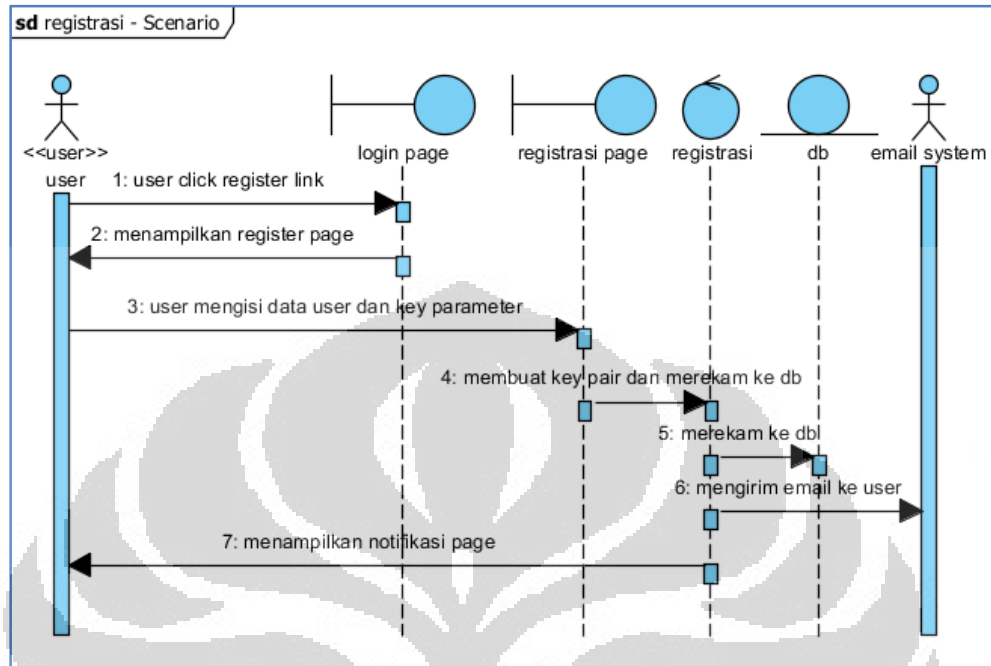 sd registrasi - Scenario
<<user>>
user
login page
registrasi page
registrasi
db
email system
1: user click register link
2: menampilkan register page
3: user mengisi data user dan key parameter
4: membuat key pair dan merekam ke db
5: merekam ke db
6: mengirim email ke user
7: menampilkan notifikasi page